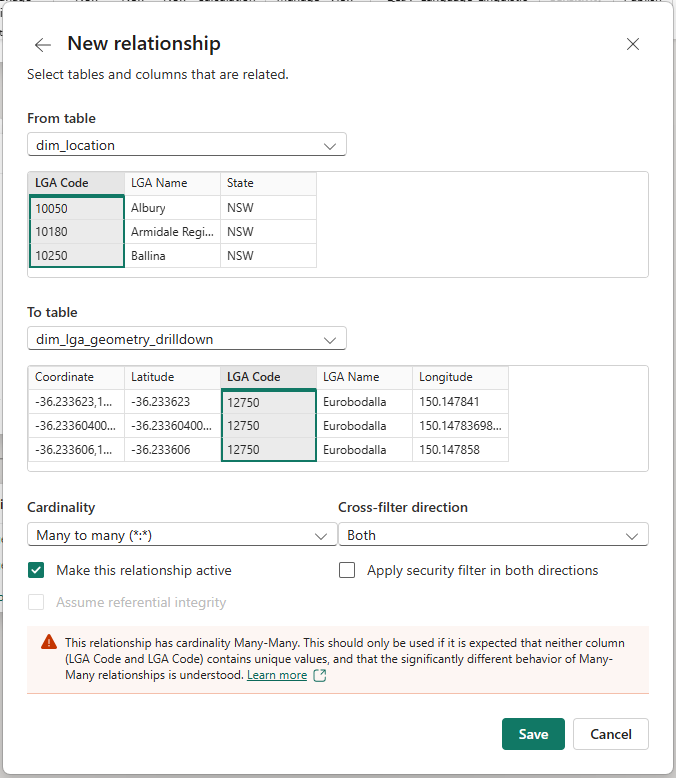 New relationship
Select tables and columns that are related.
From table
dim_location
LGA Code LGA Name State
10050 Albury NSW
10180 Armidale Regi... NSW
10250 Ballina NSW
To table
dim_lga_geometry_drilldown
Coordinate Latitude LGA Code LGA Name Longitude
-36.233623,1... -36.233623 12750 Eurobodalla 150.147841
-36.23360400... -36.23360400... 12750 Eurobodalla 150.14783698...
-36.233606,1... -36.233606 12750 Eurobodalla 150.147858
Cardinality Cross-filter direction
Many to many (*:*) Both
Make this relationship active Apply security filter in both directions
Assume referential integrity
This relationship has cardinality Many-Many. This should only be used if it is expected that neither column
(LGA Code and LGA Code) contains unique values, and that the significantly different behavior of Many-
Many relationships is understood. Learn more
Save Cancel